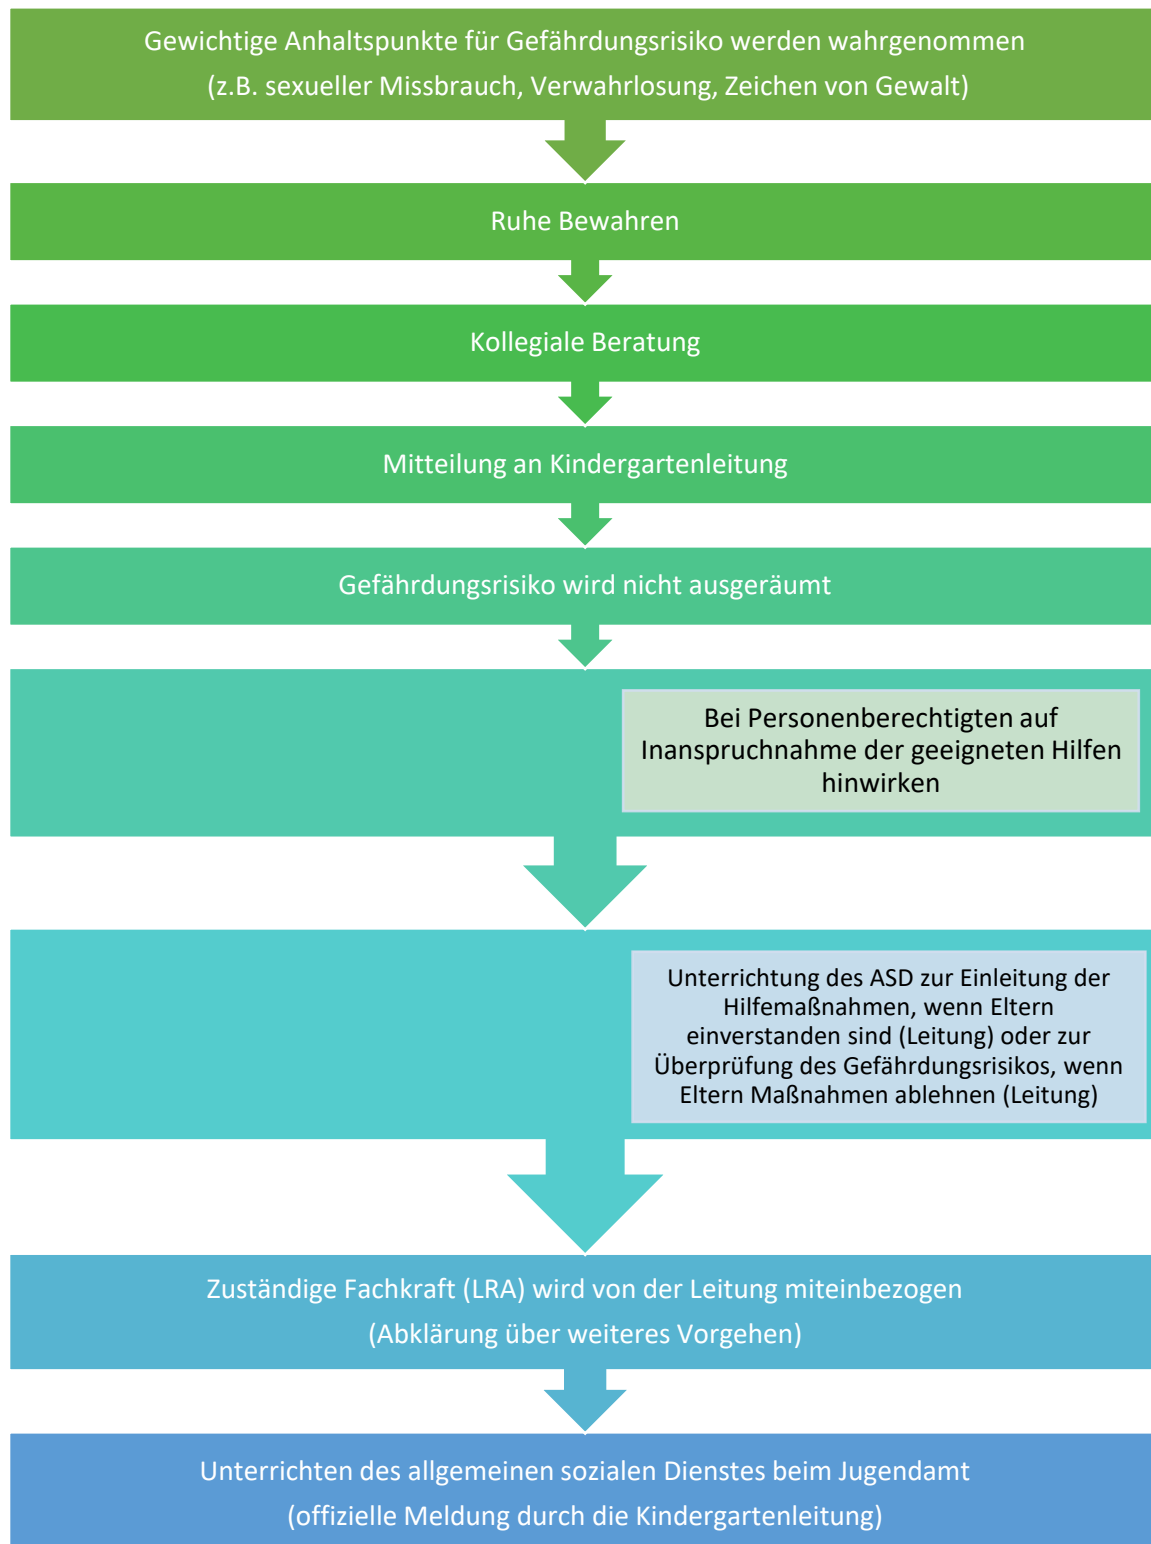 Gewichtige Anhaltspunkte für Gefährdungsrisiko werden wahrgenommen
(z.B. sexueller Missbrauch, Verwahrlosung, Zeichen von Gewalt)
Ruhe Bewahren
Kollegiale Beratung
Mitteilung an Kindergartenleitung
Gefährdungsrisiko wird nicht ausgeräumt
Bei Personenberechtigten auf
Inanspruchnahme der geeigneten Hilfen
hinwirken
Unterrichtung des ASD zur Einleitung der
Hilfemaßnahmen, wenn Eltern
einverstanden sind (Leitung) oder zur
Überprüfung des Gefährdungsrisikos, wenn
Eltern Maßnahmen ablehnen (Leitung)
Zuständige Fachkraft (LRA) wird von der Leitung miteinbezogen
(Abklärung über weiteres Vorgehen)
Unterrichten des allgemeinen sozialen Dienstes beim Jugendamt
(offizielle Meldung durch die Kindergartenleitung)